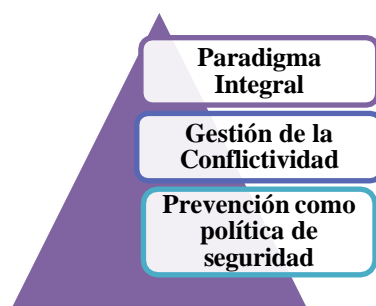 Paradigma
Integral
Gestión de la
Conflictividad
Prevención como
política de
seguridad